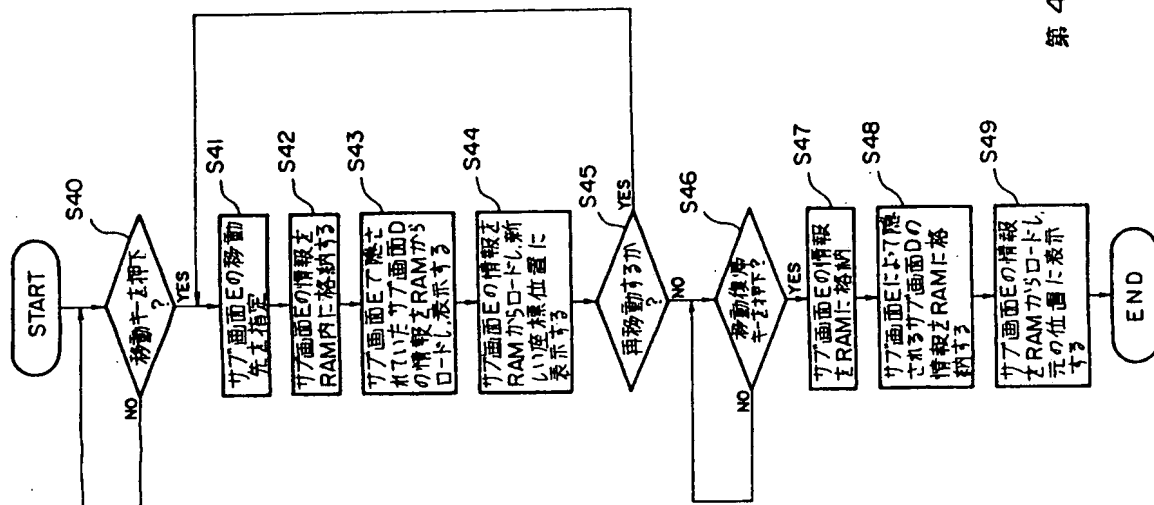 START
S40
移動キーを押下
?
NO
YES
S41
サブ画面Eの移動
先を指定
S42
サブ画面Eの情報を
RAM内に格納する
S43
サブ画面Eで隠さ
れていたサブ画面D
の情報をRAMから
ロードし、表示する
S44
サブ画面Eの情報を
RAMからロードし、新
しい座標位置に
表示する
S45
再移動するか
?
YES
NO
S46
移動復帰
キーを押下?
NO
YES
S47
サブ画面Eの情報
をRAMに格納
S48
サブ画面Eによって隠
されるサブ画面Dの
情報をRAMに格
納する
S49
サブ画面Eの情報
をRAMからロードし、
元の位置に表示
する
END
第4